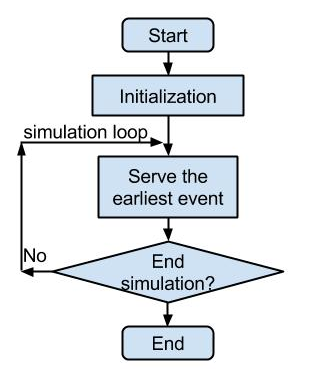 Start
Initialization
simulation loop
Serve the
earliest event
No
End
simulation?
End